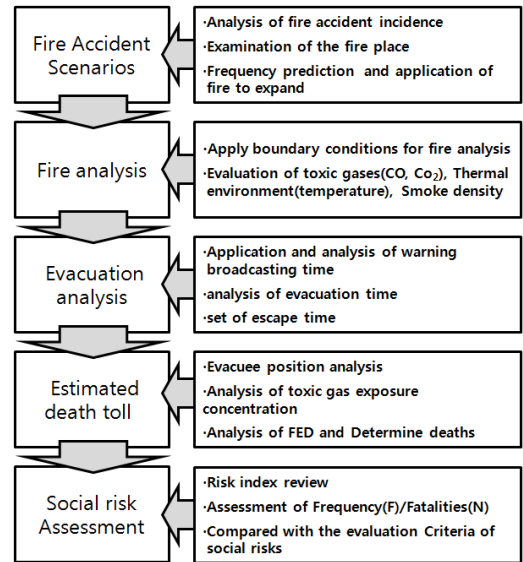 Fire Accident
Scenarios
·Analysis of fire accident incidence
·Examination of the fire place
·Frequency prediction and application of
fire to expand
Fire analysis
·Apply boundary conditions for fire analysis
·Evaluation of toxic gases(CO, Co₂), Thermal
environment(temperature), Smoke density
Evacuation
analysis
·Application and analysis of warning
broadcasting time
·analysis of evacuation time
·set of escape time
Estimated
death toll
·Evacuee position analysis
·Analysis of toxic gas exposure
concentration
·Analysis of FED and Determine deaths
Social risk
Assessment
·Risk index review
·Assessment of Frequency(F)/Fatalities(N)
·Compared with the evaluation Criteria of
social risks